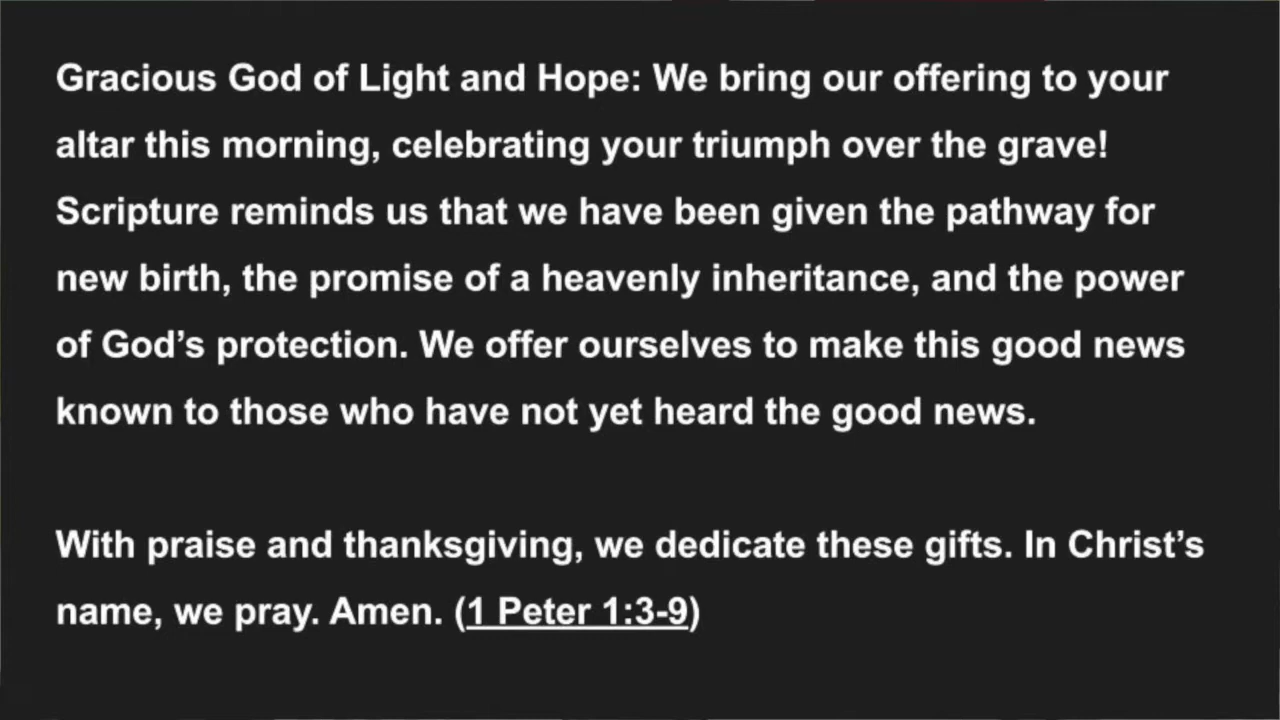 Gracious God of Light and Hope: We bring our offering to your
altar this morning, celebrating your triumph over the grave!
Scripture reminds us that we have been given the pathway for
new birth, the promise of a heavenly inheritance, and the power
of God’s protection. We offer ourselves to make this good news
known to those who have not yet heard the good news.
With praise and thanksgiving, we dedicate these gifts. In Christ’s
name, we pray. Amen. (1 Peter 1:3-9)